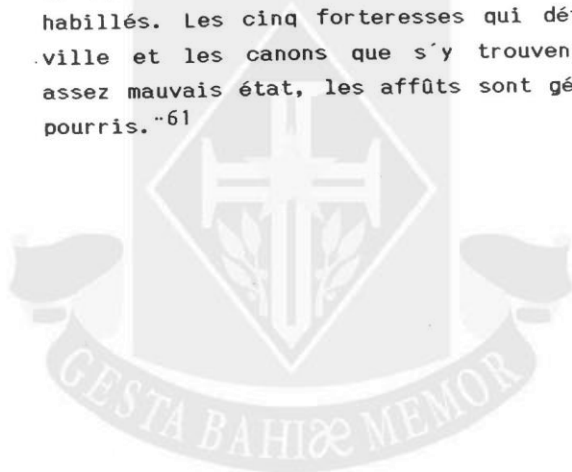 habillés. Les cinq forteresses qui dé
ville et les canons que s´y trouven
assez mauvais état, les affûts sont gé
pourris.¨61
GESTA BAHIÆ MEMOR